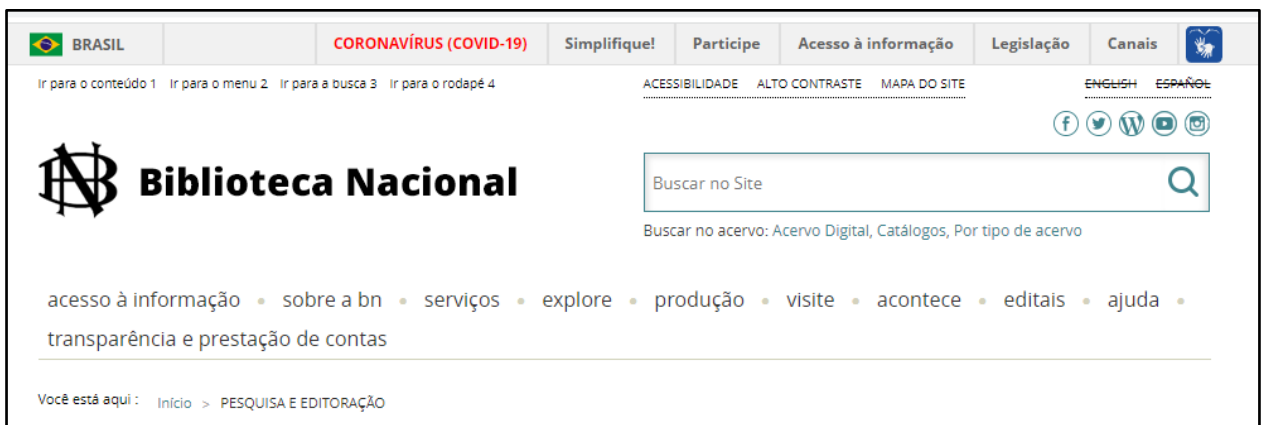 BRASIL CORONAVÍRUS (COVID-19) Simplifique! Participe Acesso à informação Legislação Canais
Ir para o conteúdo 1 Ir para o menu 2 Ir para a busca 3 Ir para o rodapé 4 ACESSIBILIDADE ALTO CONTRASTE MAPA DO SITE ENGLISH ESPAÑOL
Biblioteca Nacional
Buscar no Site
Buscar no acervo: Acervo Digital, Catálogos, Por tipo de acervo
acesso à informação • sobre a bn • serviços • explore • produção • visite • acontece • editais • ajuda •
transparência e prestação de contas
Você está aqui : Início > PESQUISA E EDITORAÇÃO